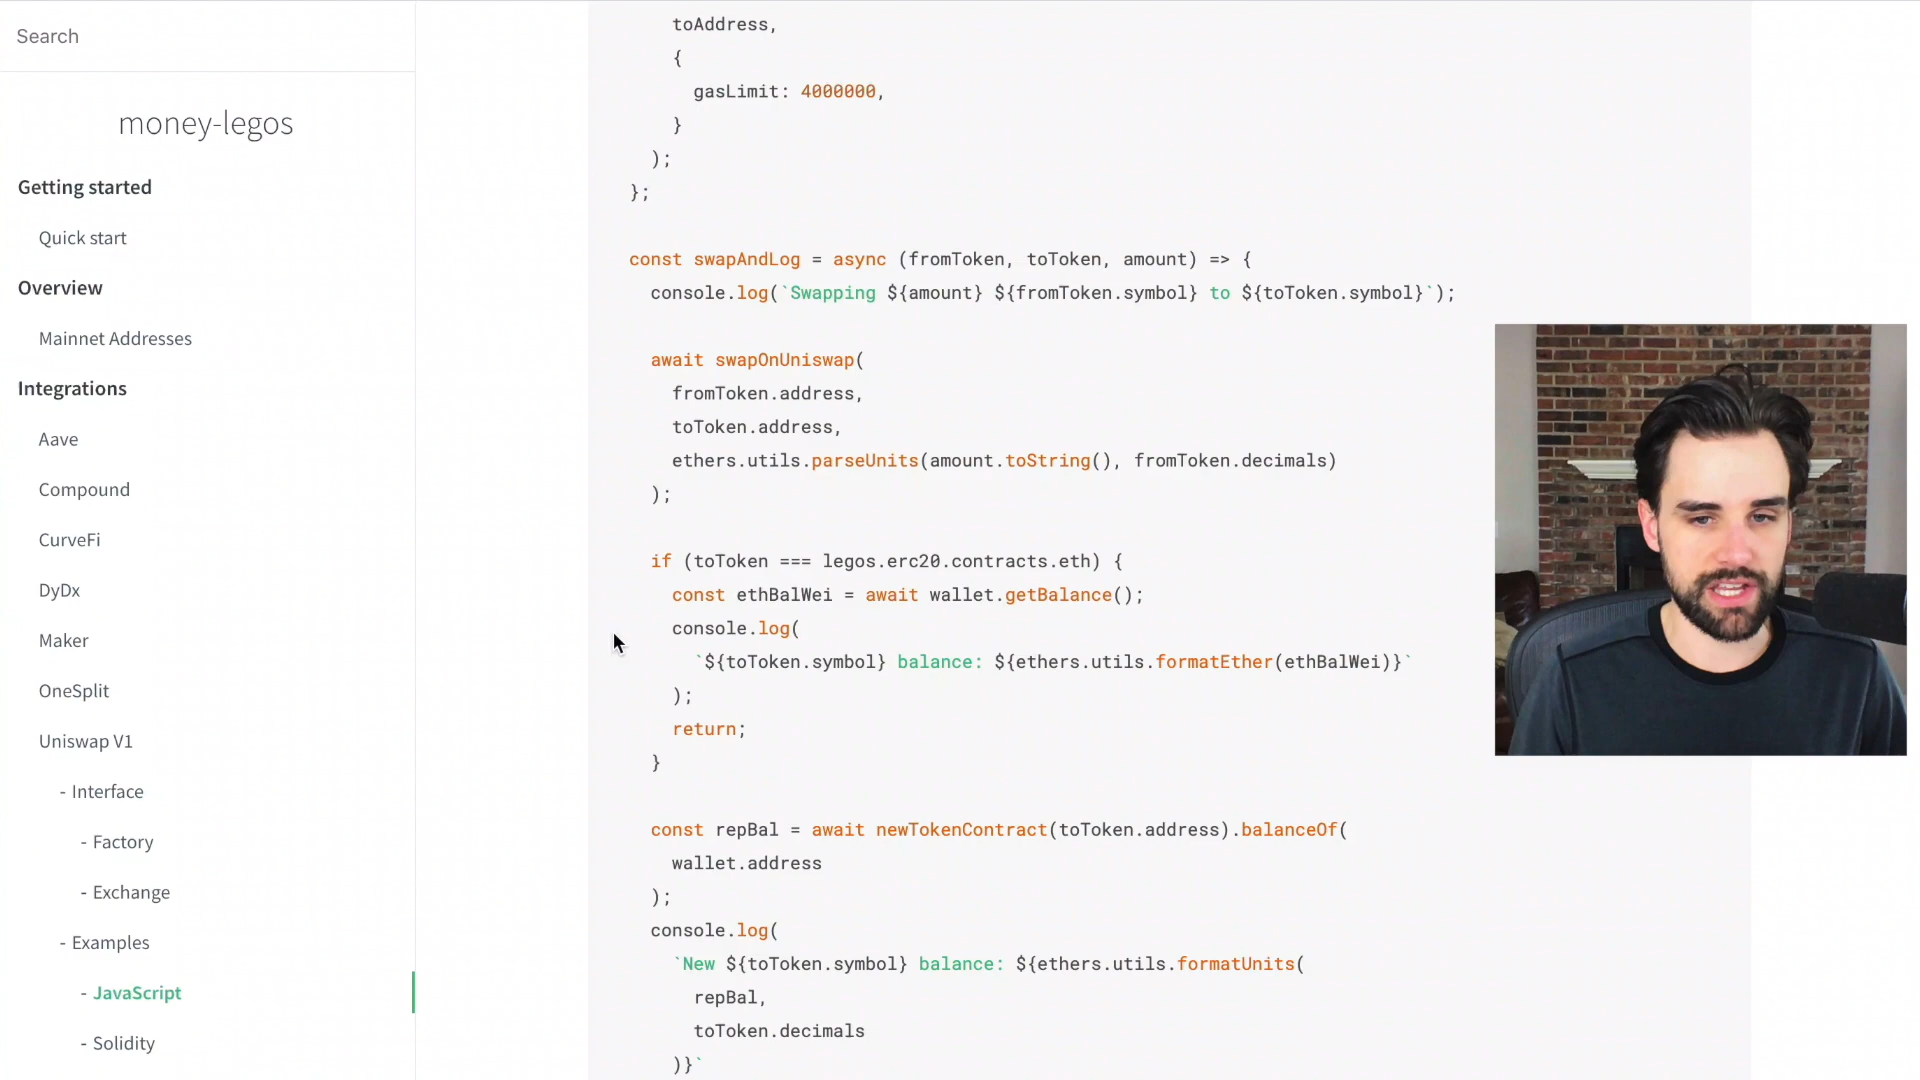 Search
money-legos
Getting started
Quick start
Overview
Mainnet Addresses
Integrations
Aave
Compound
CurveFi
DyDx
Maker
OneSplit
Uniswap V1
- Interface
- Factory
- Exchange
- Examples
- JavaScript
- Solidity
toAddress,
{
gasLimit: 4000000,
}
);
};
const swapAndLog = async (fromToken, toToken, amount) => {
console.log(`Swapping ${amount} ${fromToken.symbol} to ${toToken.symbol}`);
await swapOnUniswap(
fromToken.address,
toToken.address,
ethers.utils.parseUnits(amount.toString(), fromToken.decimals)
);
if (toToken === legos.erc20.contracts.eth) {
const ethBalWei = await wallet.getBalance();
console.log(
`${toToken.symbol} balance: ${ethers.utils.formatEther(ethBalWei)}`
);
return;
}
const repBal = await newTokenContract(toToken.address).balanceOf(
wallet.address
);
console.log(
`New ${toToken.symbol} balance: ${ethers.utils.formatUnits(
repBal,
toToken.decimals
)}`